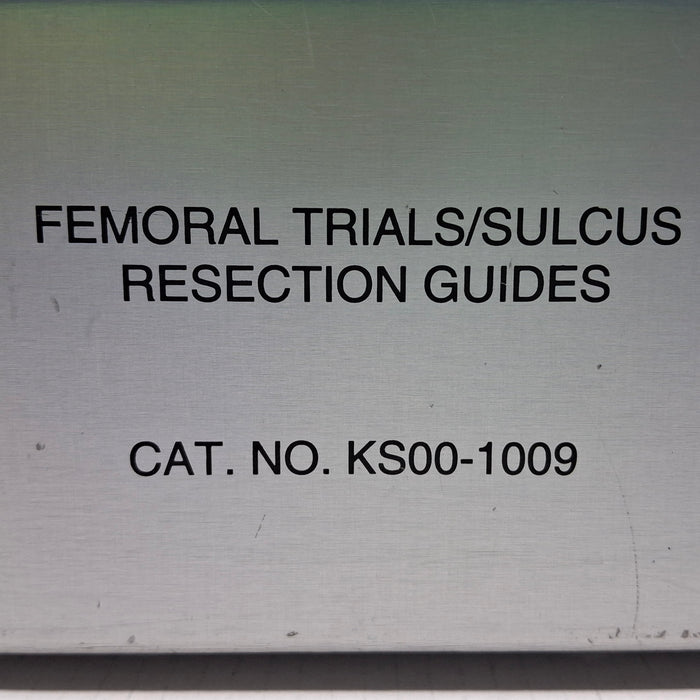 FEMORAL TRIALS/SULCUS
RESECTION GUIDES
CAT. NO. KS00-1009